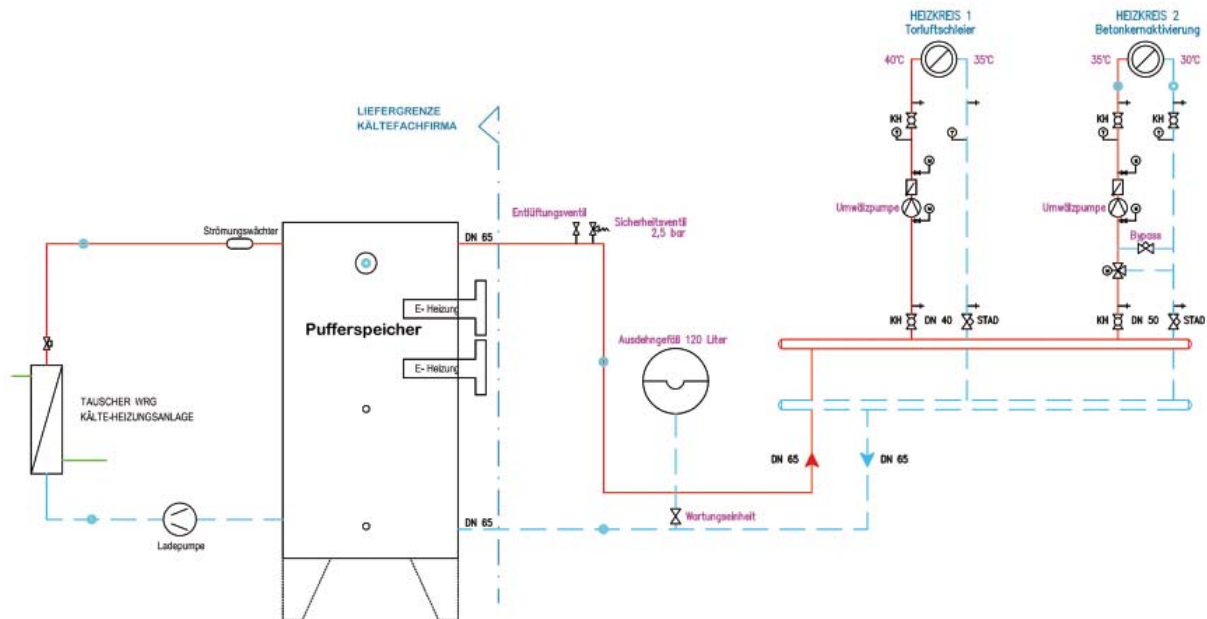 HEIZKREIS 1
Torluftschleier
HEIZKREIS 2
Betonkernaktivierung
40°C
35°C
35°C
30°C
LIEFERGRENZE
KÄLTEFACHFIRMA
KH
KH
KH
T
T
T
M
M
Umwälzpumpe
M
Umwälzpumpe
M
Entlüftungsventil
Sicherheitsventil
2,5 bar
Strömungswächter
DN 65
Bypass
M
E- Heizung
Pufferspeicher
KH
DN 40
STAD
KH
DN 50
STAD
Ausdehngefäß 120 Liter
E- Heizung
TAUSCHER WRG
KÄLTE-HEIZUNGSANLAGE
DN 65
DN 65
DN 65
Wartungseinheit
Ladepumpe